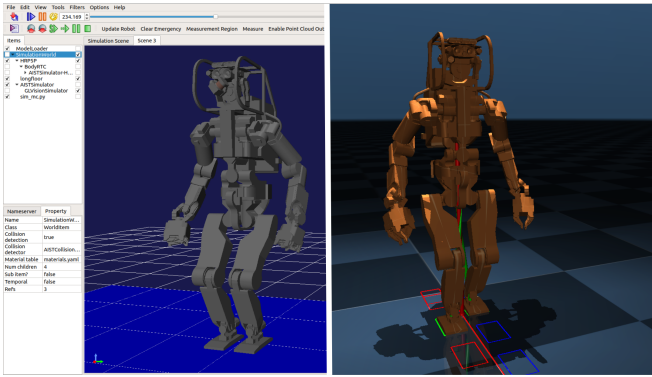 File Edit View Tools Filters Options Help
234.169
Update Robot: Clear Emergency Measurement Region Measure Enable Point Cloud Out
Items
Simulation Scene Scene 3
ModelLoader
SimulationWorld
HRP5P
BodyRTC
AISTSimulator-H...
longfloor
AISTSimulator
GLVisionSimulator
sim_mc.py
Nameserver Property
Name SimulationW...
Class WorldItem
Collision detection true
Collision detector AISTCollision...
Material table materials.yaml
Num children 4
Sub item? false
Temporal false
Refs 3